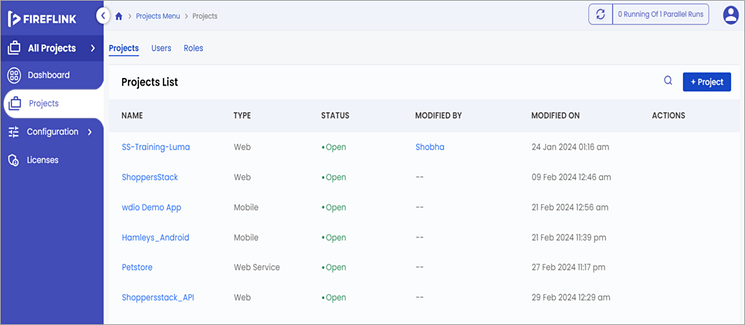 FIREFLINK
Projects Menu > Projects
0 Running Of 1 Parallel Runs
All Projects
Dashboard
Projects
Configuration
Licenses
Projects Users Roles
Projects List
+ Project
NAME TYPE STATUS MODIFIED BY MODIFIED ON ACTIONS
SS-Training-Luma Web •Open Shobha 24 Jan 2024 01:16 am
ShoppersStack Web •Open -- 09 Feb 2024 12:46 am
wdio Demo App Mobile •Open -- 21 Feb 2024 12:56 am
Hamleys_Android Mobile •Open -- 21 Feb 2024 11:39 pm
Petstore Web Service •Open -- 27 Feb 2024 11:17 pm
Shoppersstack_API Web •Open -- 29 Feb 2024 12:29 am